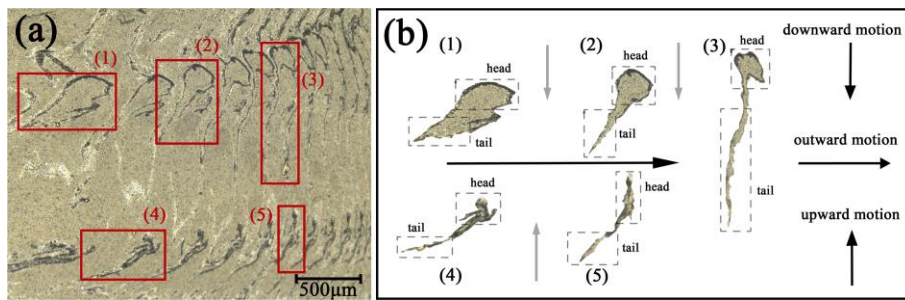 (a)
(1)
(2)
(3)
(4)
(5)
500μm
(b)
(1)
(2)
(3)
downward motion
head
head
head
tail
tail
outward motion
head
head
tail
upward motion
tail
tail
(4)
(5)